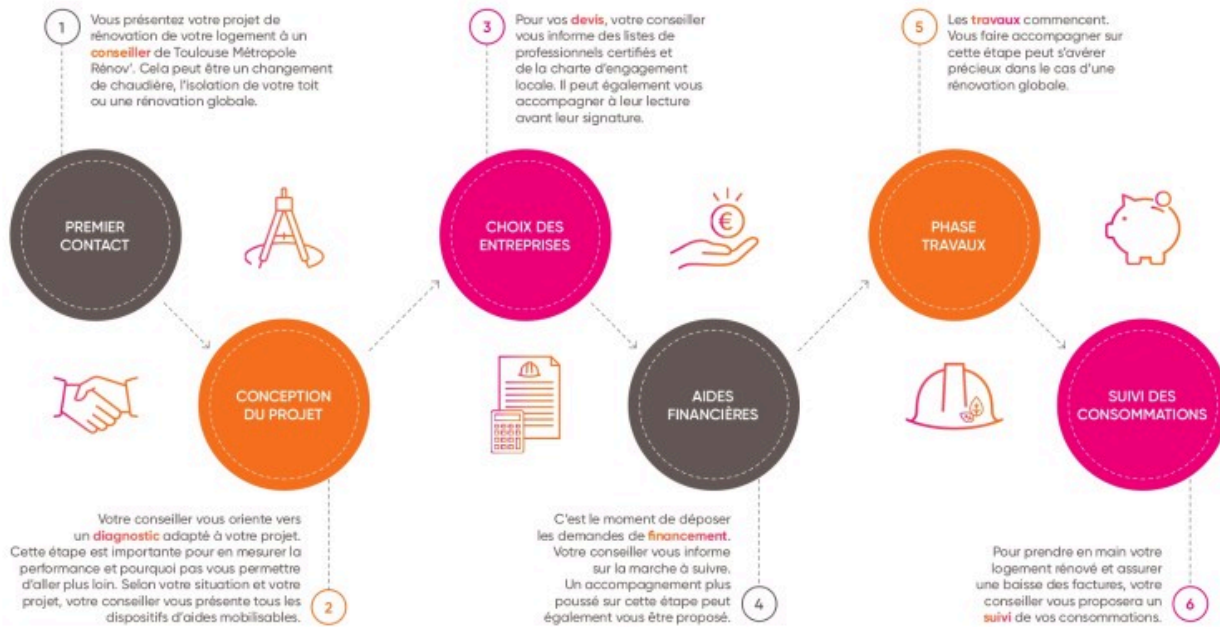 1
Vous présentez votre projet de
rénovation de votre logement à un
conseiller de Toulouse Métropole
Rénov'. Cela peut être un changement
de chaudière, l'isolation de votre toit
ou une rénovation globale.
PREMIER
CONTACT
CONCEPTION
DU PROJET
Votre conseiller vous oriente vers
un diagnostic adapté à votre projet.
Cette étape est importante pour en mesurer la
performance et pourquoi pas vous permettre
d'aller plus loin. Selon votre situation et votre
projet, votre conseiller vous présente tous les
dispositifs d'aides mobilisables.
2
3
Pour vos devis, votre conseiller
vous informe des listes de
professionnels certifiés et
de la charte d'engagement
locale. Il peut également vous
accompagner à leur lecture
avant leur signature.
CHOIX DES
ENTREPRISES
€
AIDES
FINANCIÈRES
C'est le moment de déposer
les demandes de financement.
Votre conseiller vous informe
sur la marche à suivre.
Un accompagnement plus
poussé sur cette étape peut
également vous être proposé.
4
5
Les travaux commencent.
Vous faire accompagner sur
cette étape peut s'avérer
précieux dans le cas d'une
rénovation globale.
PHASE
TRAVAUX
SUIVI DES
CONSOMMATIONS
Pour prendre en main votre
logement rénové et assurer
une baisse des factures, votre
conseiller vous proposera un
suivi de vos consommations.
6